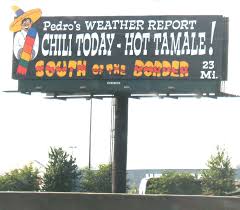 Pedro's WEATHER REPORT
CHILI TODAY - HOT TAMALE!
SOUTH OF THE BORDER 23 Mi.